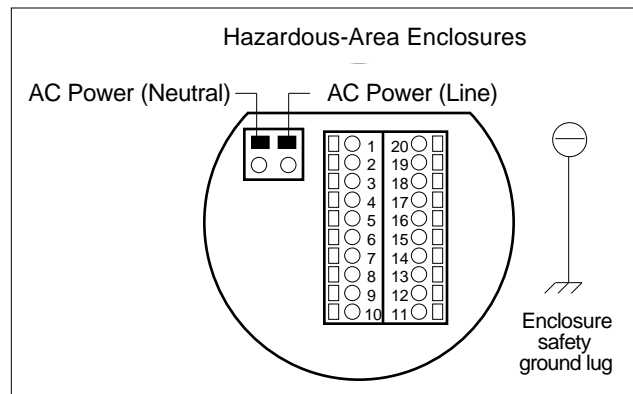 Hazardous-Area Enclosures
AC Power (Neutral)
AC Power (Line)
1 20
2 19
3 18
4 17
5 16
6 15
7 14
8 13
9 12
10 11
Enclosure
safety
ground lug